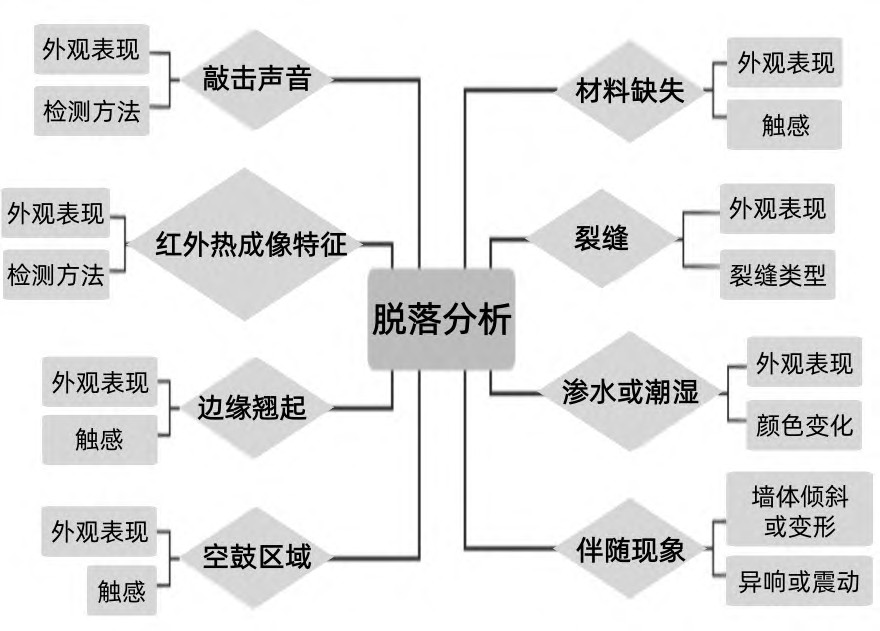 外观表现
敲击声音
检测方法
外观表现
红外热成像特征
检测方法
外观表现
边缘翘起
触感
外观表现
空鼓区域
触感
脱落分析
材料缺失
外观表现
触感
裂缝
外观表现
裂缝类型
渗水或潮湿
外观表现
颜色变化
伴随现象
墙体倾斜
或变形
异响或震动